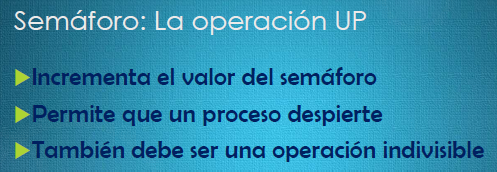 Semáforo: La operación UP
Incrementa el valor del semáforo
Permite que un proceso despierte
También debe ser una operación indivisible